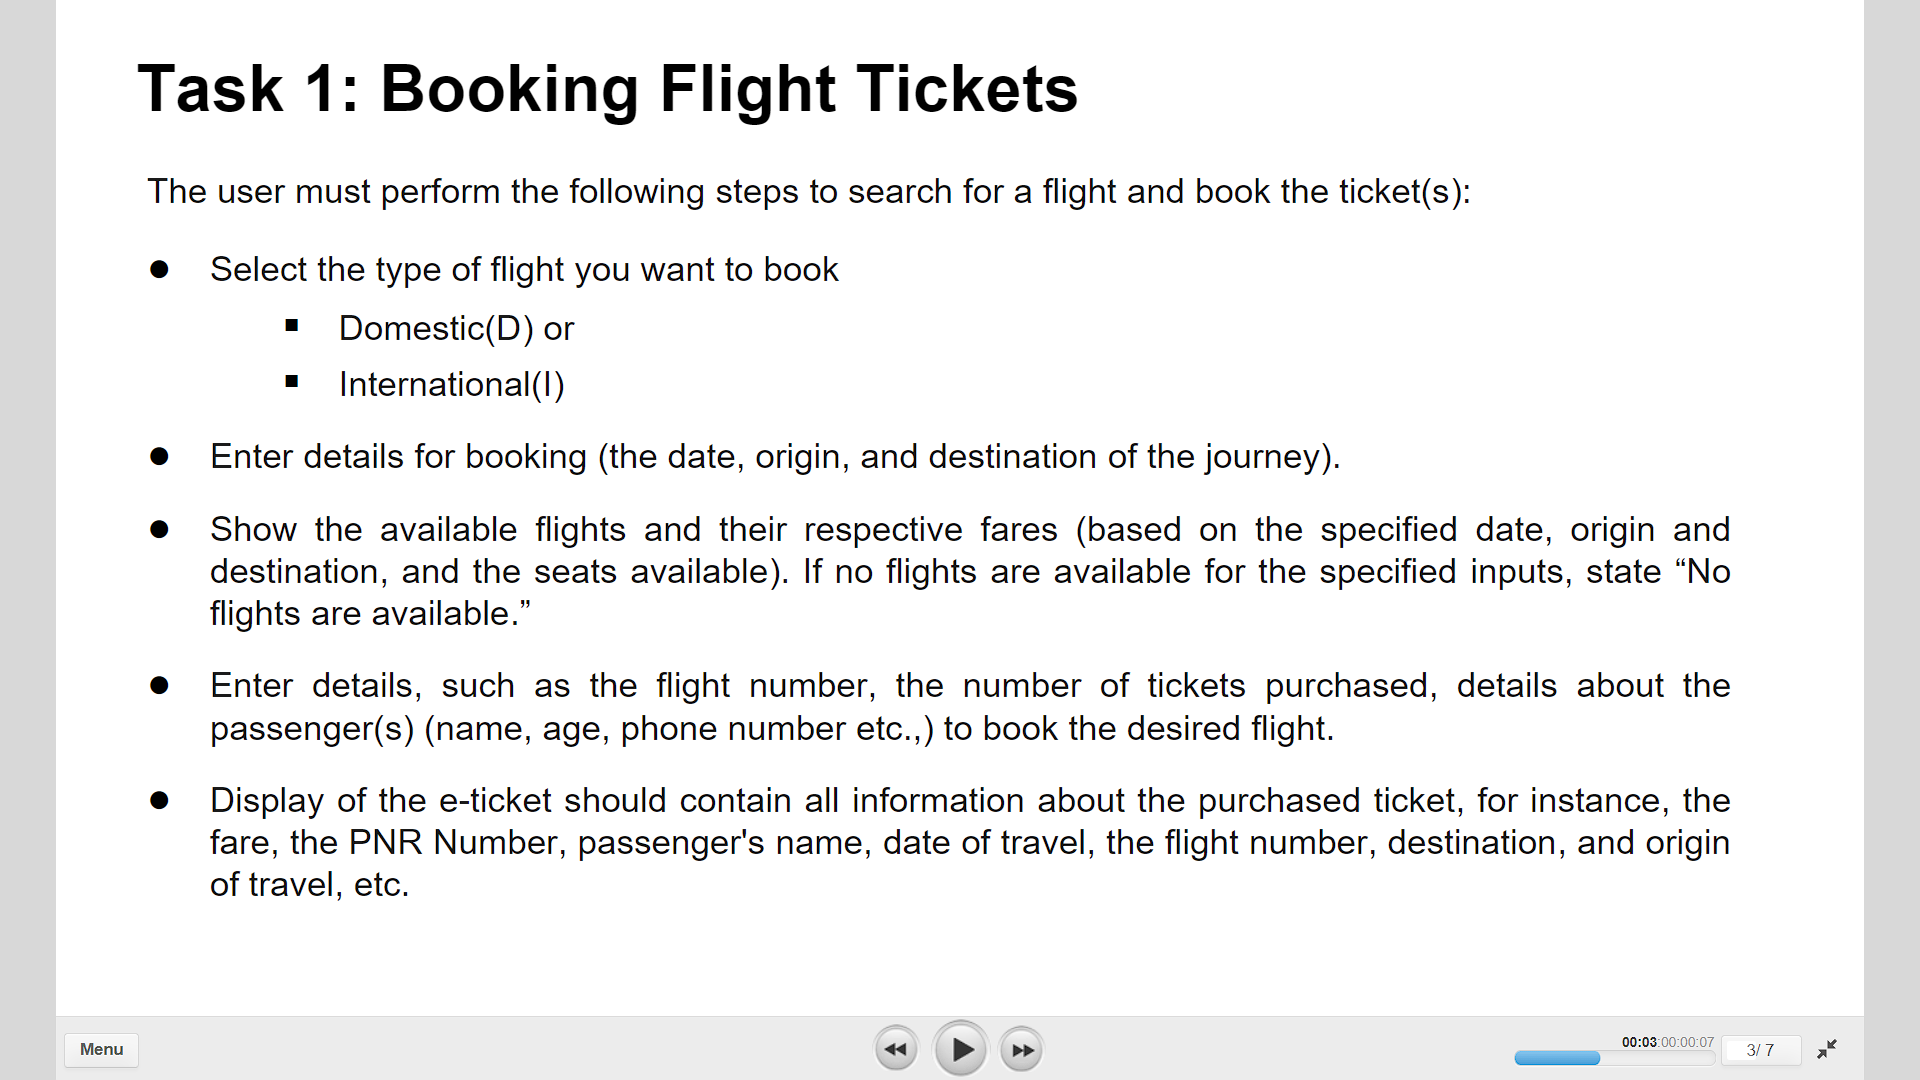 Task 1: Booking Flight Tickets
The user must perform the following steps to search for a flight and book the ticket(s):
● Select the type of flight you want to book
▪ Domestic(D) or
▪ International(I)
● Enter details for booking (the date, origin, and destination of the journey).
● Show the available flights and their respective fares (based on the specified date, origin and
destination, and the seats available). If no flights are available for the specified inputs, state “No
flights are available.”
● Enter details, such as the flight number, the number of tickets purchased, details about the
passenger(s) (name, age, phone number etc.,) to book the desired flight.
● Display of the e-ticket should contain all information about the purchased ticket, for instance, the
fare, the PNR Number, passenger's name, date of travel, the flight number, destination, and origin
of travel, etc.
Menu
00:03:00:00:07
3/ 7